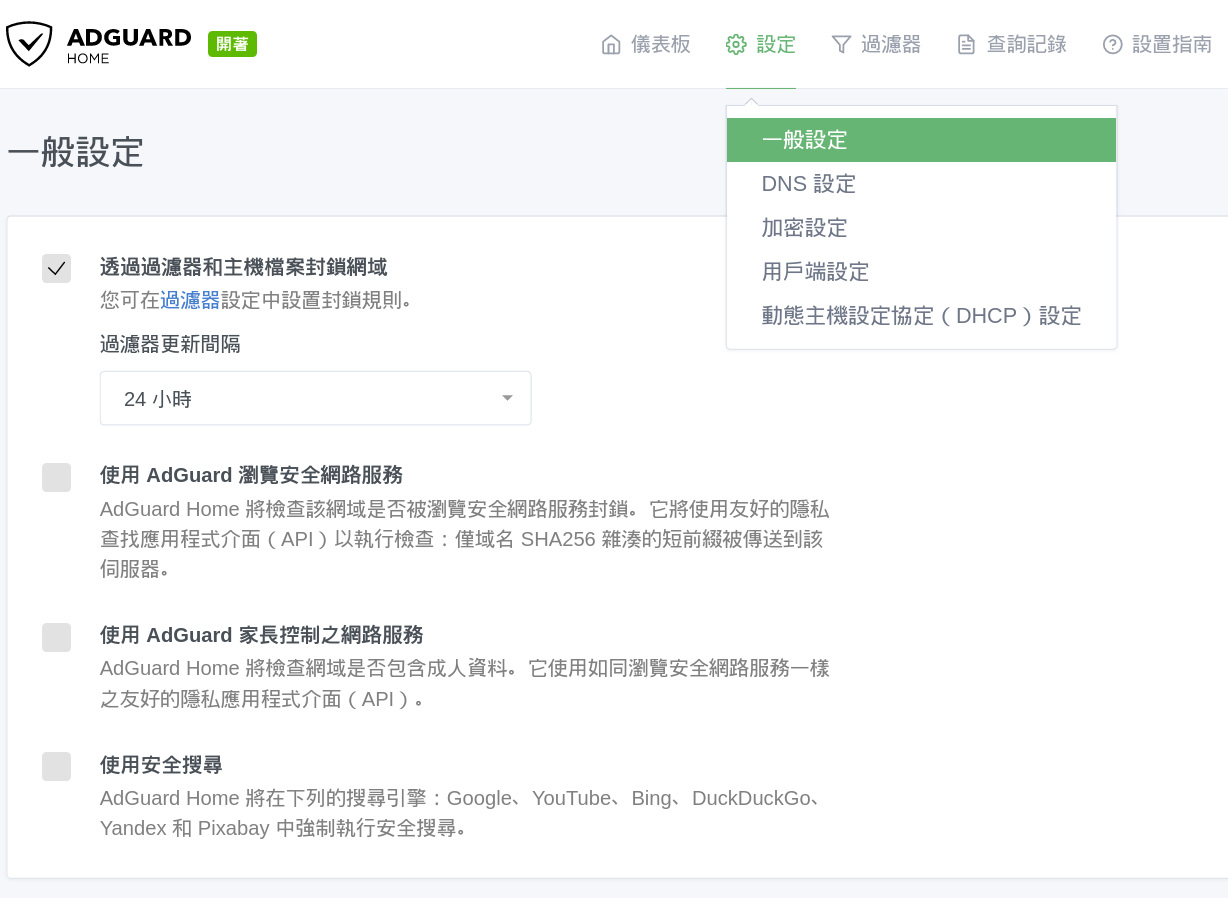 ADGUARD
HOME
開著
儀表板
設定
過濾器
查詢記錄
設置指南
一般設定
一般設定
DNS 設定
加密設定
用戶端設定
動態主機設定協定（DHCP）設定
透過過濾器和主機檔案封鎖網域
您可在過濾器設定中設置封鎖規則。
過濾器更新間隔
24 小時
使用 AdGuard 瀏覽安全網路服務
AdGuard Home 將檢查該網域是否被瀏覽安全網路服務封鎖。它將使用友好的隱私
查找應用程式介面（API）以執行檢查：僅域名 SHA256 雜湊的短前綴被傳送到該
伺服器。
使用 AdGuard 家長控制之網路服務
AdGuard Home 將檢查網域是否包含成人資料。它使用如同瀏覽安全網路服務一樣
之友好的隱私應用程式介面（API）。
使用安全搜尋
AdGuard Home 將在下列的搜尋引擎：Google、YouTube、Bing、DuckDuckGo、
Yandex 和 Pixabay 中強制執行安全搜尋。